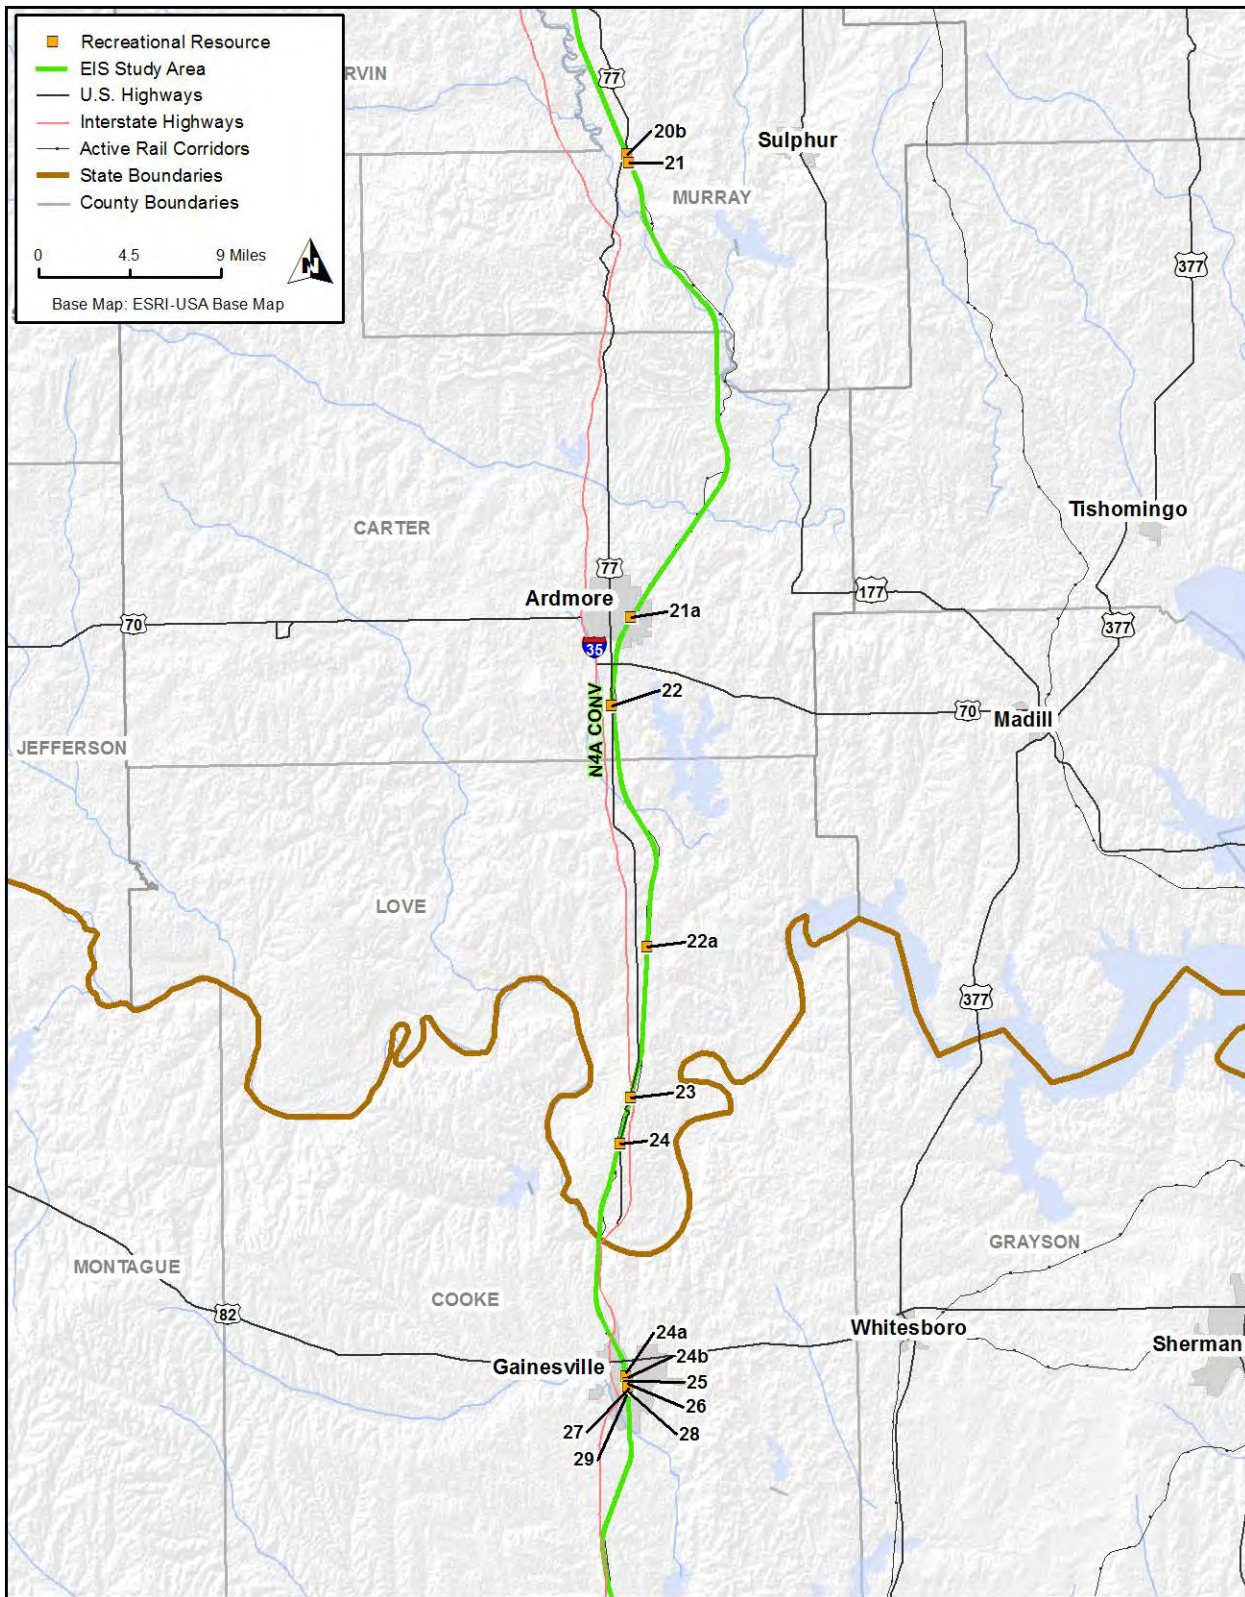 Recreational Resource
EIS Study Area
U.S. Highways
Interstate Highways
Active Rail Corridors
State Boundaries
County Boundaries
0 4.5 9 Miles
N
Base Map: ESRI-USA Base Map
RVIN
77
20b
21
Sulphur
MURRAY
377
CARTER
Tishomingo
77
Ardmore
177
21a
70
377
35
22
N4A CONV
70
Madill
JEFFERSON
LOVE
22a
377
23
24
GRAYSON
MONTAGUE
COOKE
82
Whitesboro
24a
Sherman
24b
Gainesville
25
26
27
28
29